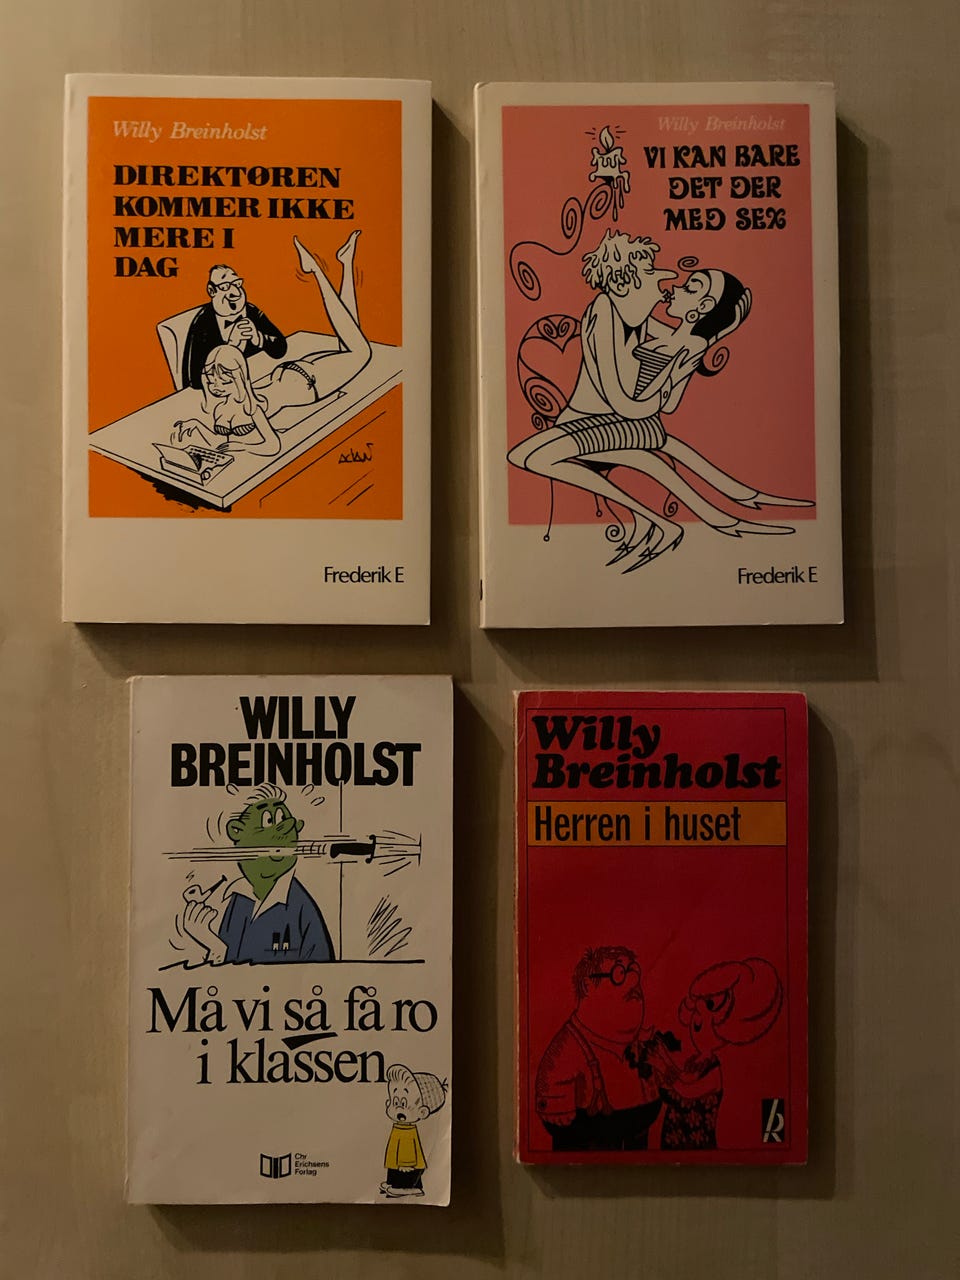 Willy Breinholst
DIREKTØREN
KOMMER IKKE
MERE I
DAG
adam
Frederik E
Willy Breinholst
VI KAN BARE
DET DER
MED SEX
Frederik E
WILLY
BREINHOLST
Må vi så få ro
i klassen
Chr
Erichsens
Forlag
Willy
Breinholst
Herren i huset